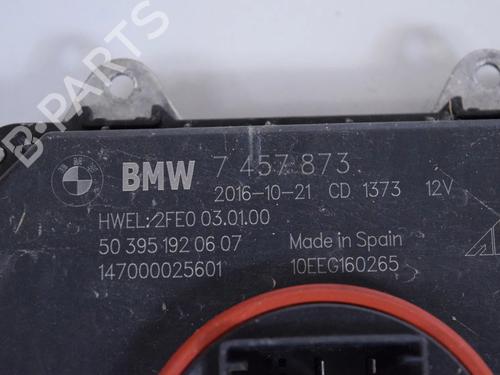 BMW 7 457 873
2016-10-21 CD 1373 12V
HWEL:2FE0 03.01.00
50 395 192 06 07 Made in Spain
147000025601 10EEG160265